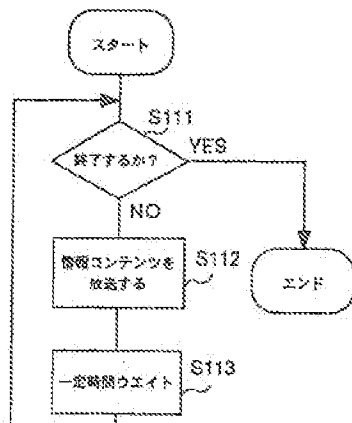 スタート
S111
終了するか?
YES
NO
情報コンテンツを
放送する
S112
エンド
一定時間ウエイト
S113